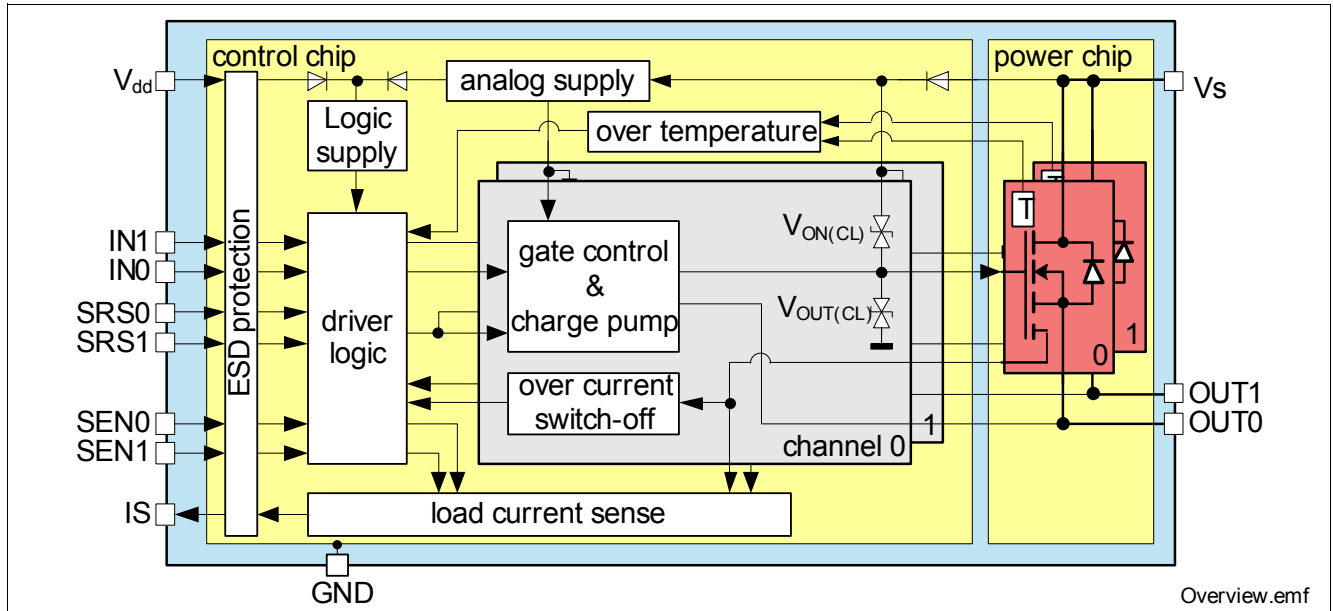 control chip
power chip
Vdd
analog supply
Vs
Logic
supply
over temperature
ESD protection
T
T
IN1
IN0
SRS0
SRS1
driver
logic
gate control
&
charge pump
VON(CL)
VOUT(CL)
0
1
over current
switch-off
channel 0
1
OUT1
OUT0
SEN0
SEN1
IS
load current sense
GND
Overview.emf